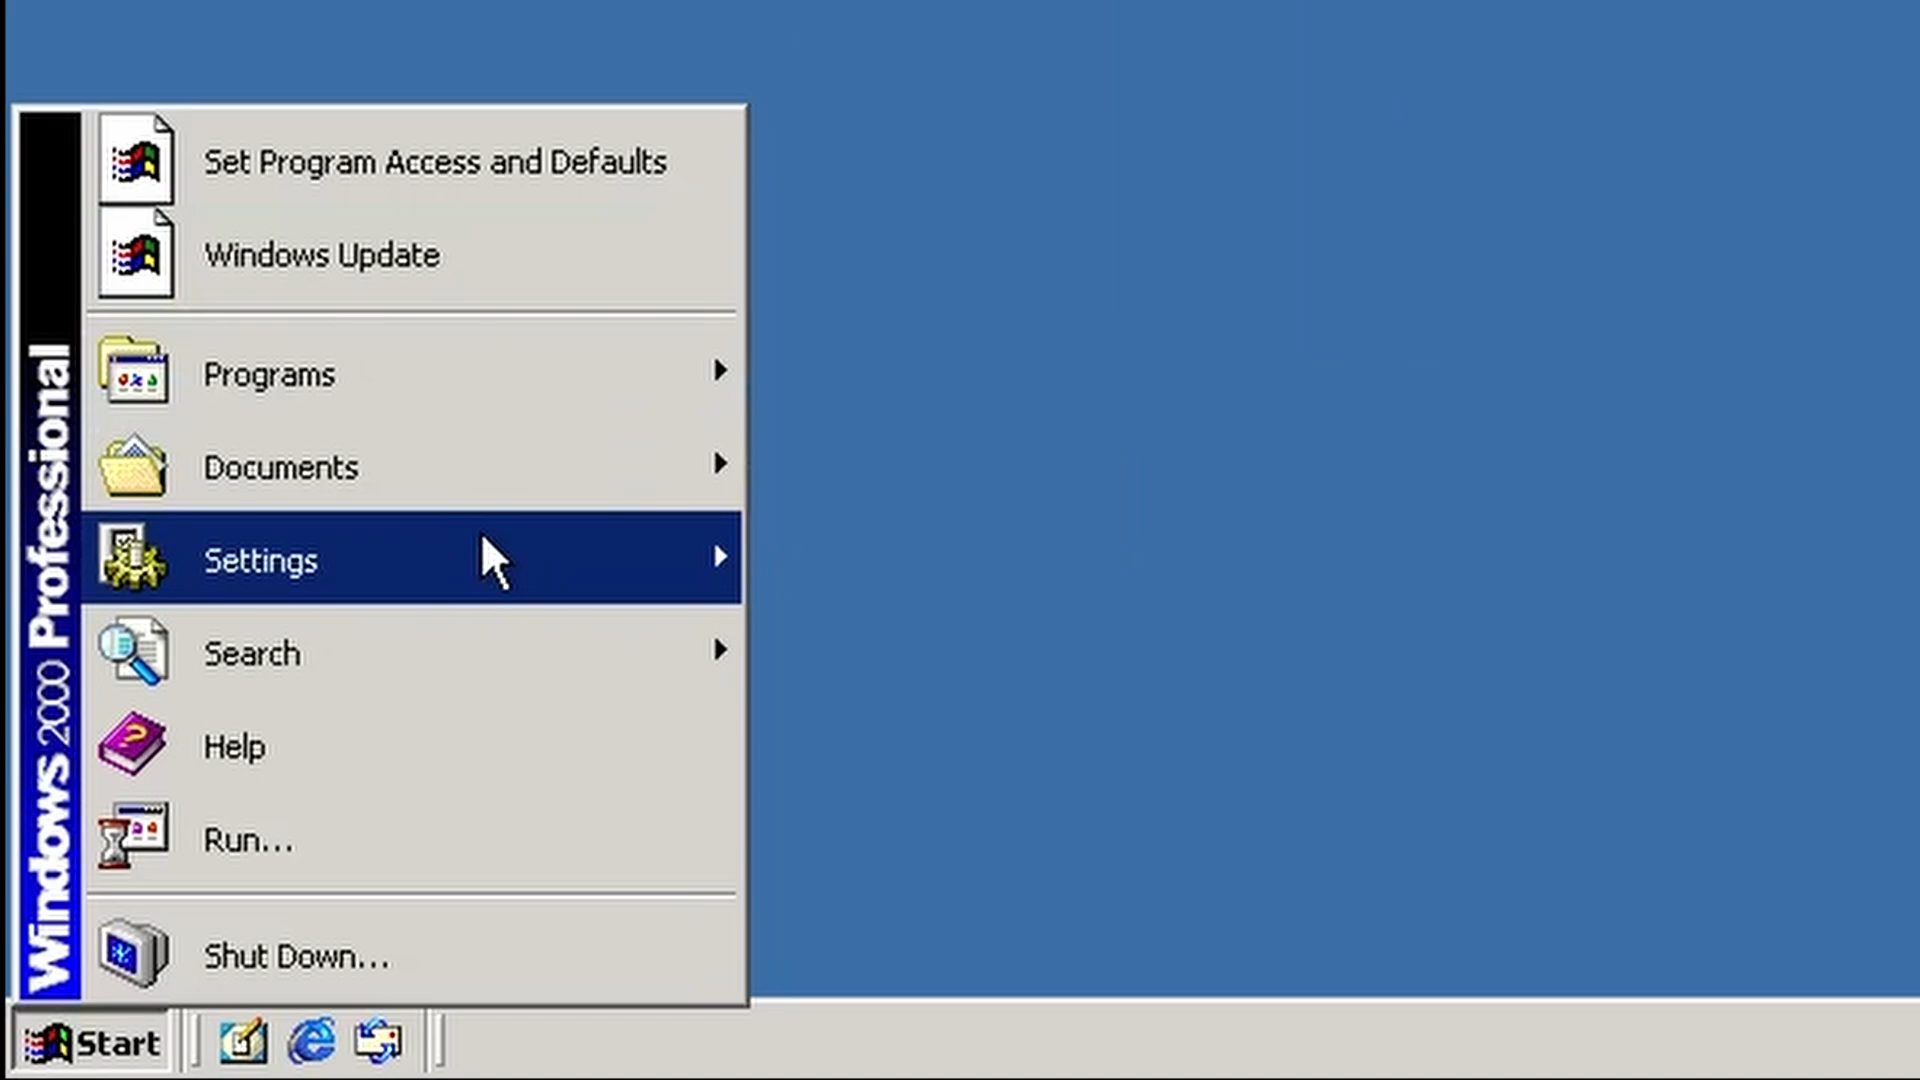 Set Program Access and Defaults
Windows Update
Programs
Documents
Settings
Search
Help
Run...
Shut Down...
Windows 2000 Professional
Start